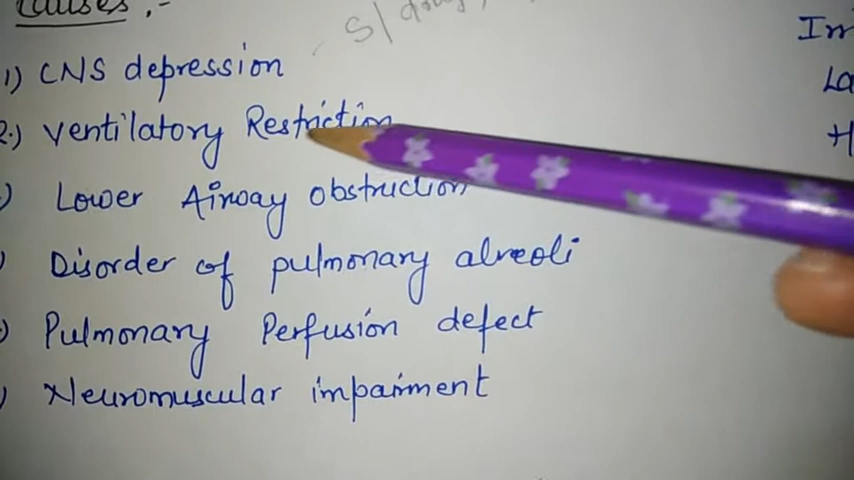 Causes :-
1) CNS depression
2.) Ventilatory Restriction
) Lower Airway obstruction
) Disorder of pulmonary alveoli
) Pulmonary Perfusion defect
) Neuromuscular impairment